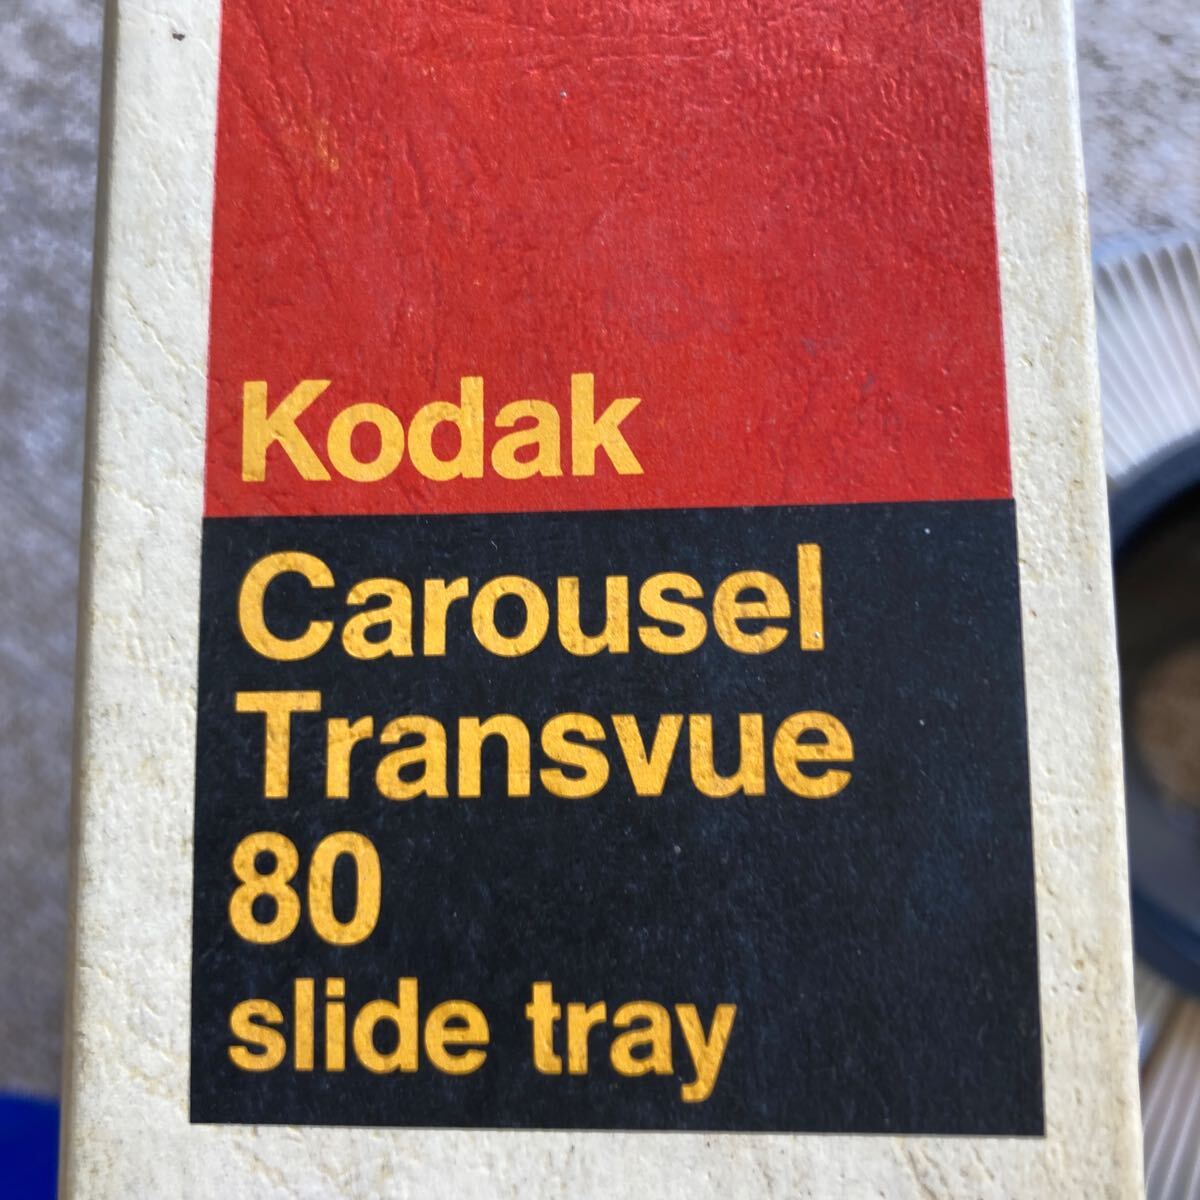 Kodak
Carousel
Transvue
80
slide tray